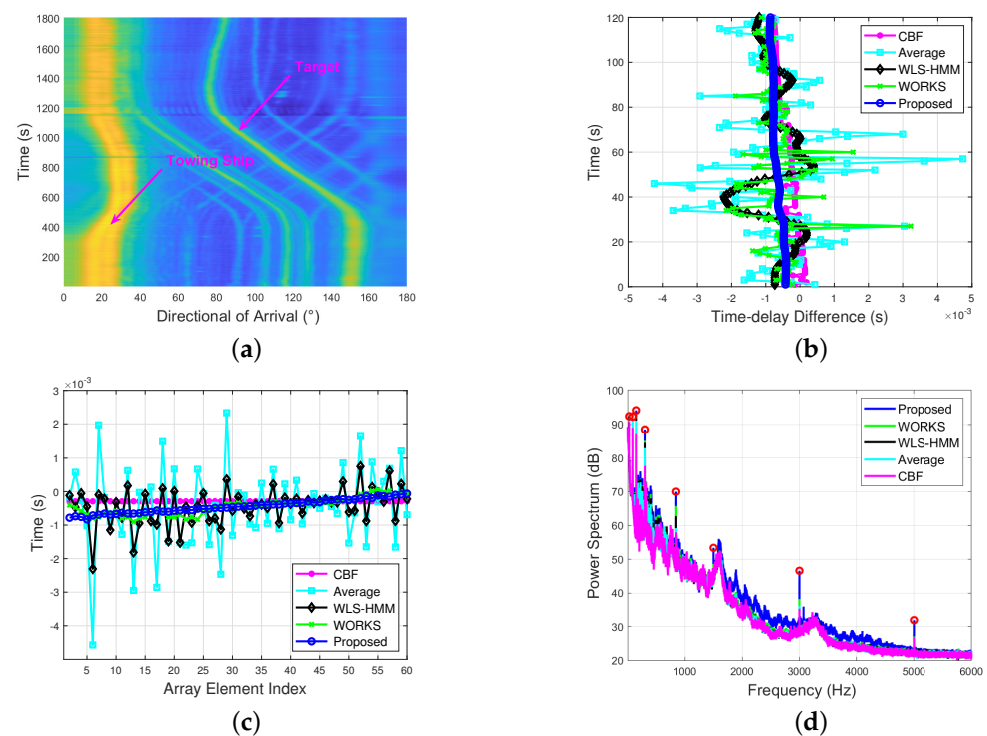 1800
1600
1400
1200
1000
800
600
400
200
Time (s)
Target
Towing Ship
0 20 40 60 80 100 120 140 160 180
Directional of Arrival (°)
(a)
120
100
80
60
40
20
0
Time (s)
CBF
Average
WLS-HMM
WORKS
Proposed
-5 -4 -3 -2 -1 0 1 2 3 4 5
×10⁻³
Time-delay Difference (s)
(b)
×10⁻³
3
2
1
0
-1
-2
-3
-4
Time (s)
CBF
Average
WLS-HMM
WORKS
Proposed
5 10 15 20 25 30 35 40 45 50 55 60
Array Element Index
(c)
100
90
80
70
60
50
40
30
20
Power Spectrum (dB)
Proposed
WORKS
WLS-HMM
Average
CBF
1000 2000 3000 4000 5000 6000
Frequency (Hz)
(d)